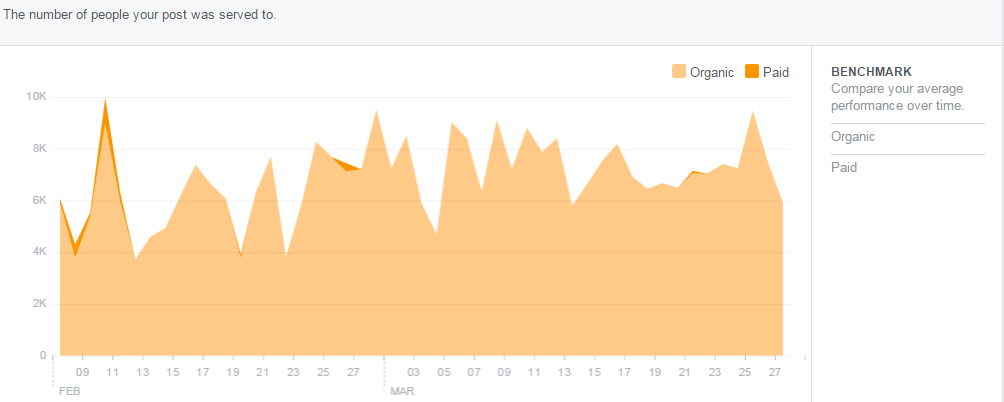 The number of people your post was served to.
Organic Paid
BENCHMARK
Compare your average
performance over time.
Organic
Paid
10K
8K
6K
4K
2K
0
09 11 13 15 17 19 21 23 25 27 03 05 07 09 11 13 15 17 19 21 23 25 27
FEB MAR